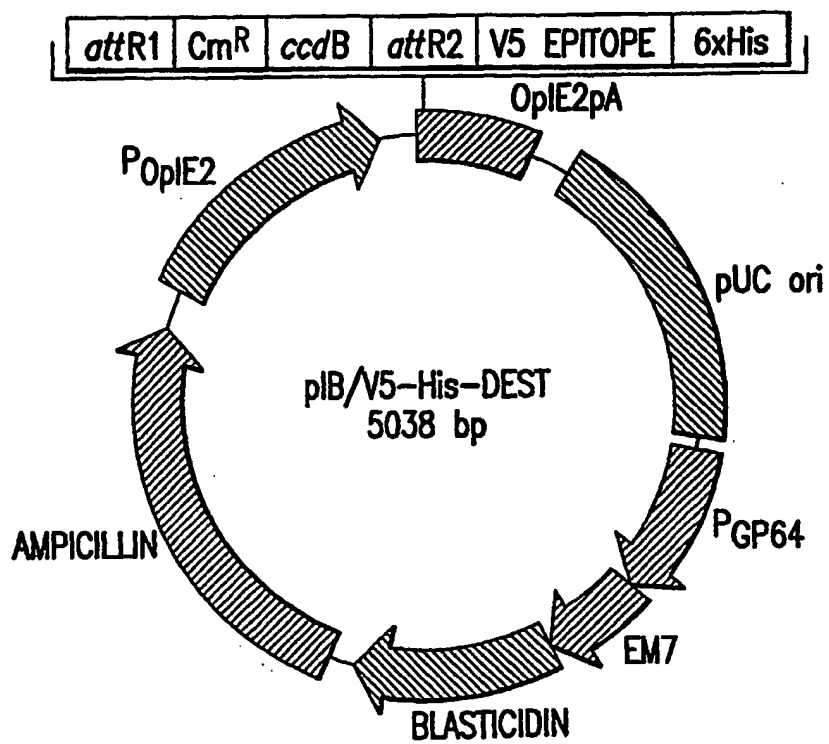 attR1 CmR ccdB attR2 V5 EPITOPE 6xHis
OpIE2pA
POpIE2
pUC ori
pIB/V5-His-DEST
5038 bp
PGP64
AMPICILLIN
EM7
BLASTICIDIN